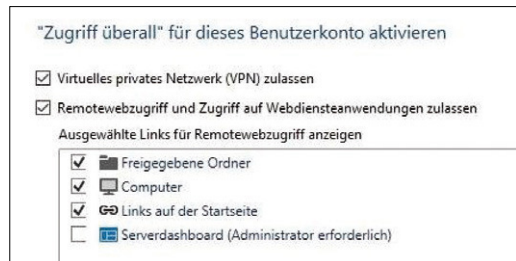 "Zugriff überall" für dieses Benutzerkonto aktivieren
Virtuelles privates Netzwerk (VPN) zulassen
Remotewebzugriff und Zugriff auf Webdiensteanwendungen zulassen
Ausgewählte Links für Remotewebzugriff anzeigen
Freigegebene Ordner
Computer
Links auf der Startseite
Serverdashboard (Administrator erforderlich)